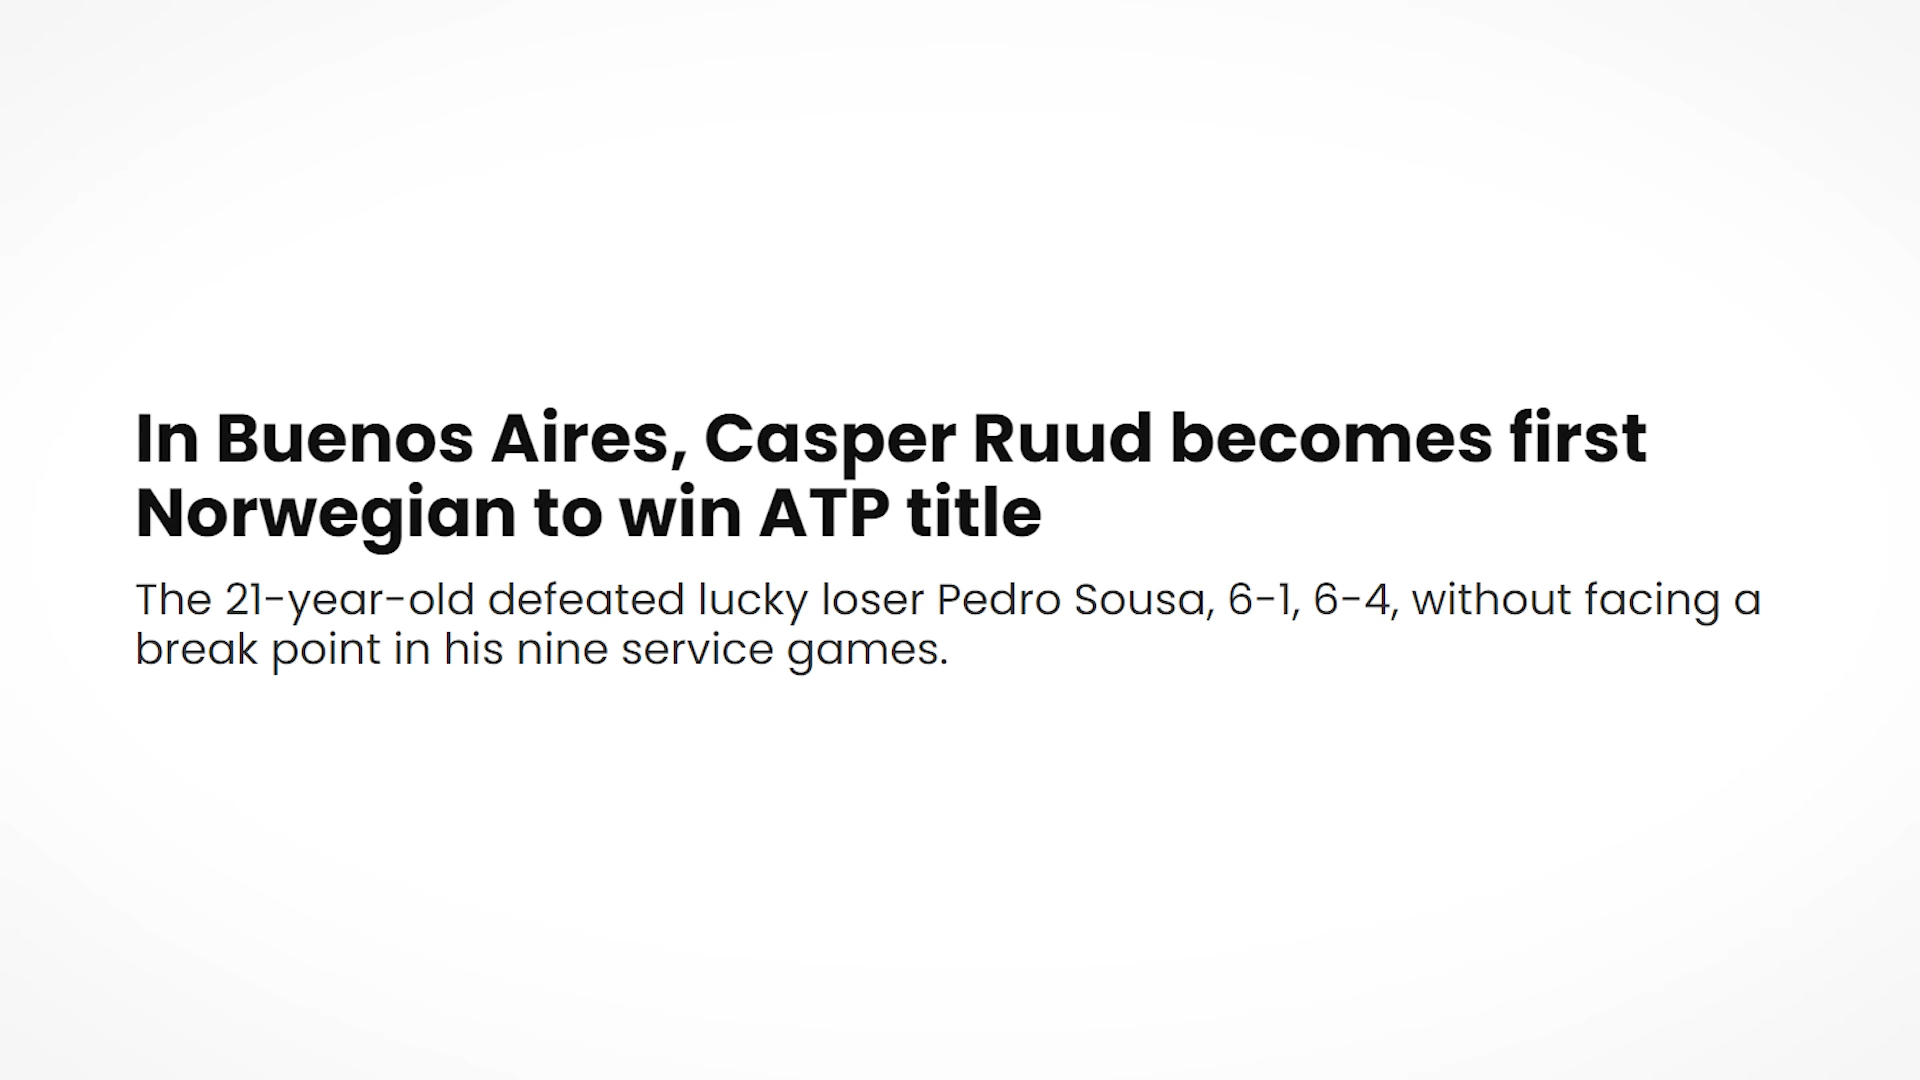 In Buenos Aires, Casper Ruud becomes first
Norwegian to win ATP title
The 21-year-old defeated lucky loser Pedro Sousa, 6-1, 6-4, without facing a
break point in his nine service games.